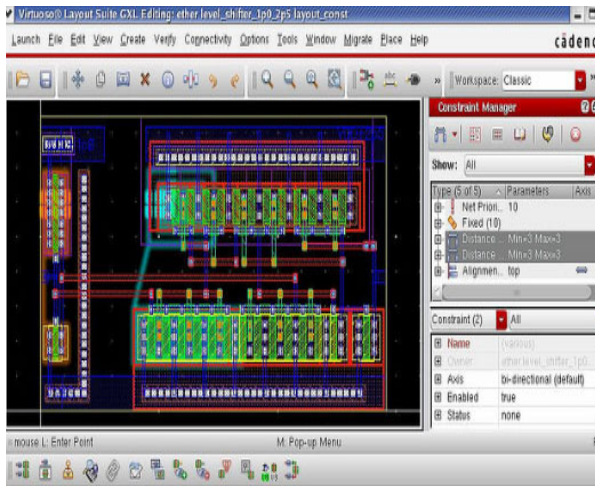 Virtuoso® Layout Suite GXL Editing: ether level_shifter_1p0_2p5 layout_const
Launch File Edit View Create Verify Connectivity Options Tools Window Migrate Place Help
cādence
» Workspace: Classic
Constraint Manager
Show: All
Type (5 of 5) Parameters Axis
Net Priori... 10
Fixed (10)
Distance ... Min=3 Max=3
Distance ... Min=3 Max=3
Alignmen... top
Constraint (2) All
Name (various)
Owner ether level_shifter_1p0...
Axis bi-directional (default)
Enabled true
Status none
mouse L: Enter Point M: Pop-up Menu